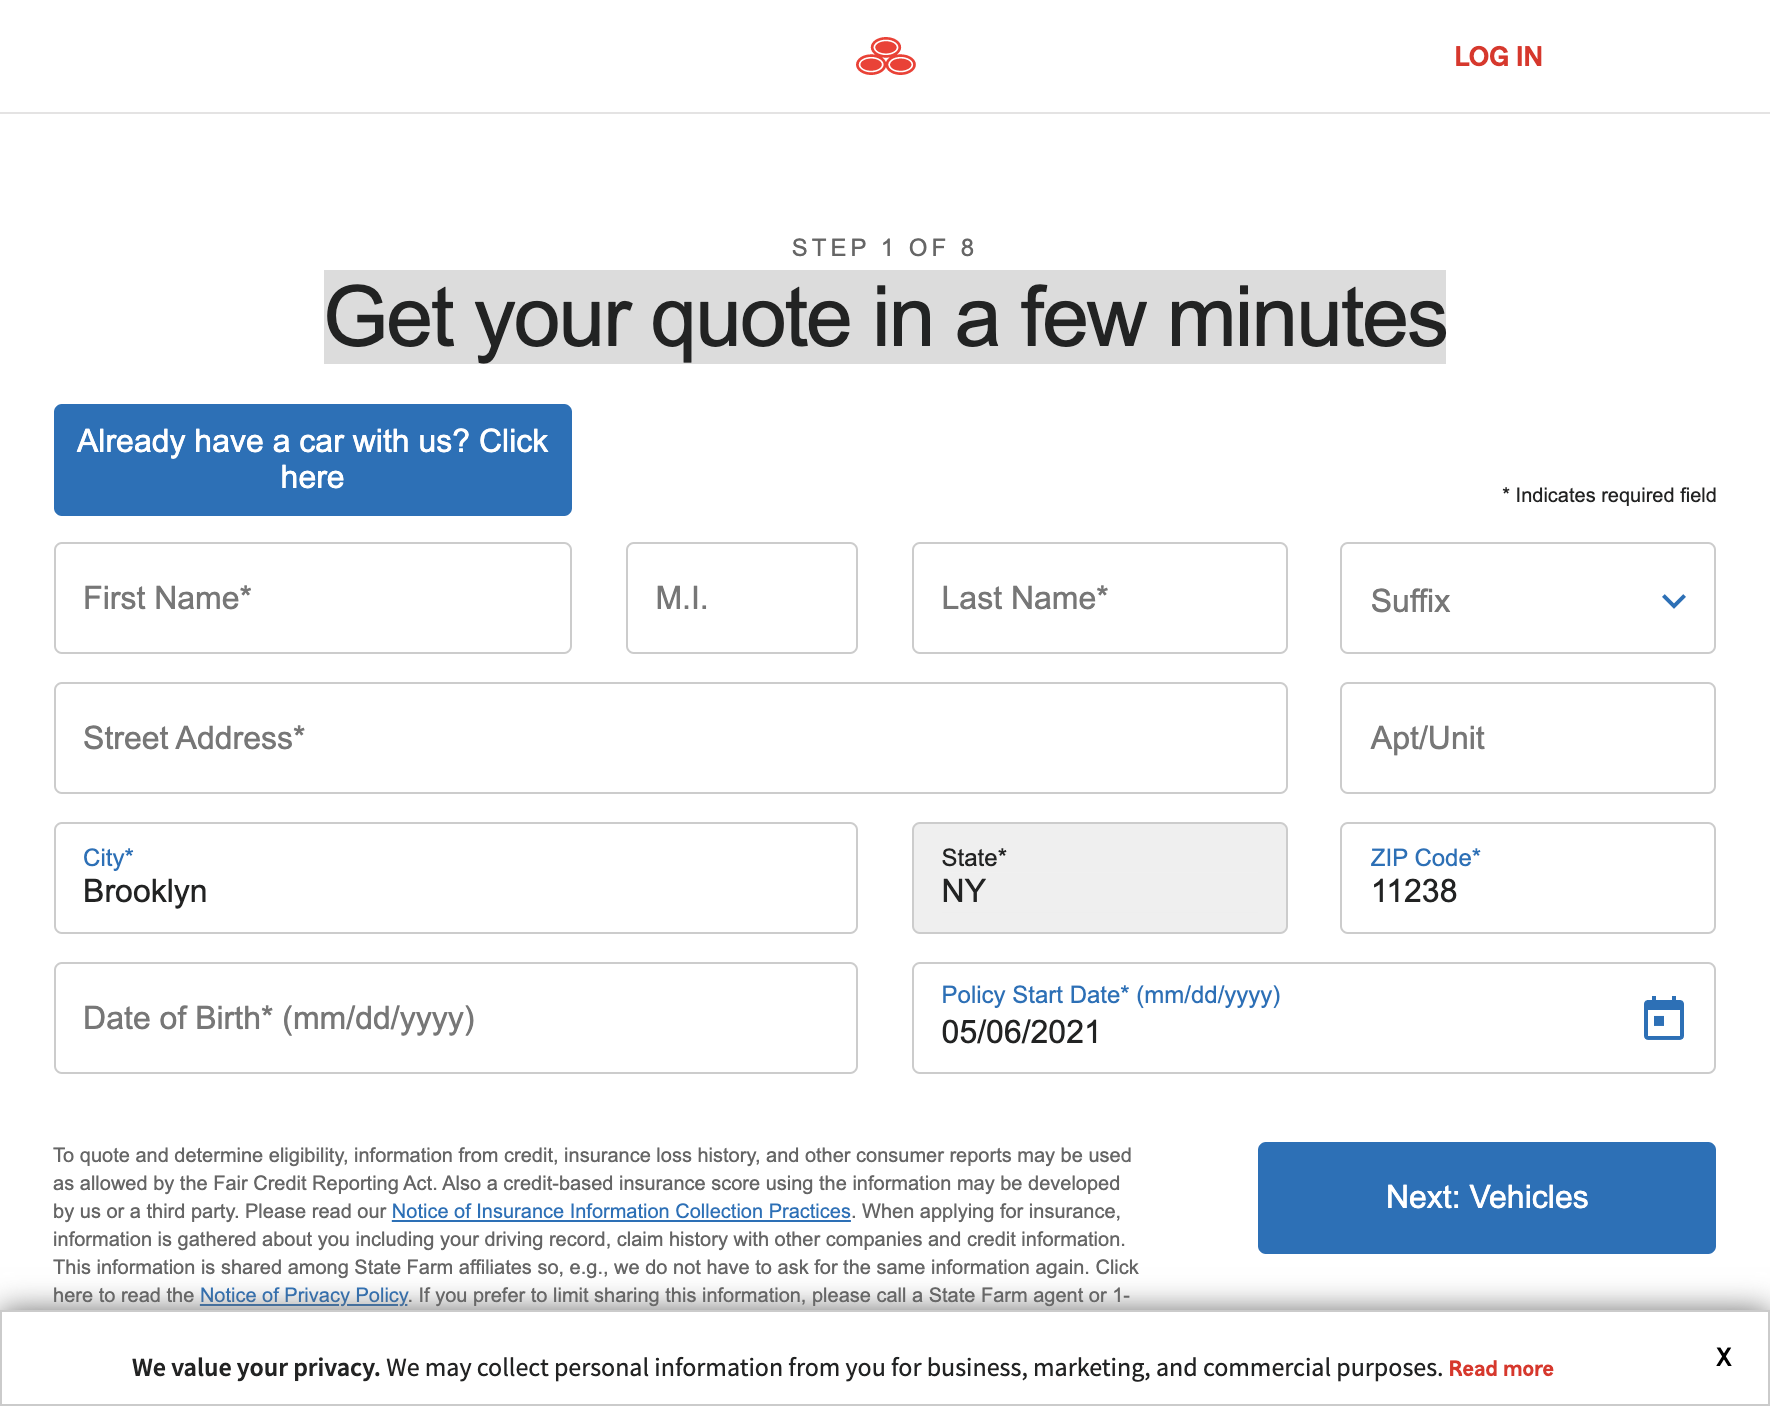 LOG IN
STEP 1 OF 8
Get your quote in a few minutes
Already have a car with us? Click
here
* Indicates required field
First Name*
M.I.
Last Name*
Suffix
Street Address*
Apt/Unit
City*
Brooklyn
State*
NY
ZIP Code*
11238
Date of Birth* (mm/dd/yyyy)
Policy Start Date* (mm/dd/yyyy)
05/06/2021
To quote and determine eligibility, information from credit, insurance loss history, and other consumer reports may be used
as allowed by the Fair Credit Reporting Act. Also a credit-based insurance score using the information may be developed
by us or a third party. Please read our Notice of Insurance Information Collection Practices. When applying for insurance,
information is gathered about you including your driving record, claim history with other companies and credit information.
This information is shared among State Farm affiliates so, e.g., we do not have to ask for the same information again. Click
here to read the Notice of Privacy Policy. If you prefer to limit sharing this information, please call a State Farm agent or 1-
Next: Vehicles
We value your privacy. We may collect personal information from you for business, marketing, and commercial purposes. Read more
X